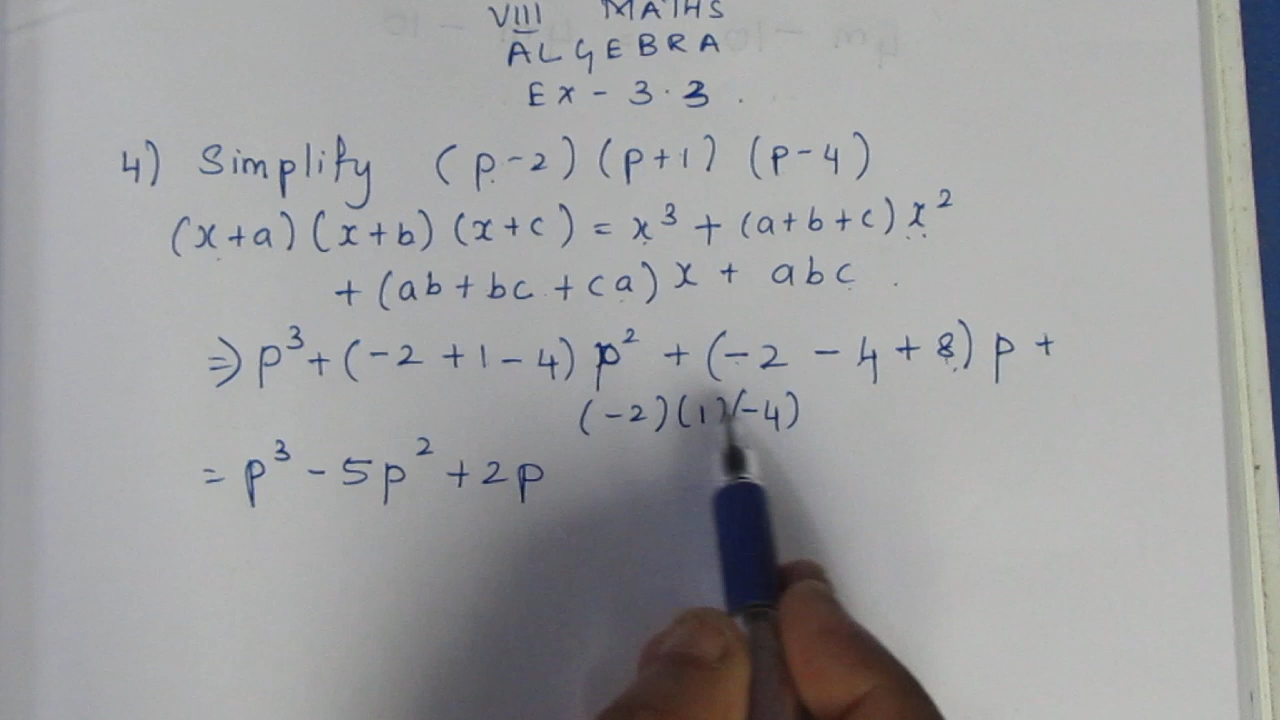 VIII MATHS
ALGEBRA
Ex - 3.3.
4) Simplify (p-2) (p+1) (p-4)
(x+a)(x+b)(x+c) = x³ + (a+b+c)x²
+ (ab+bc+ca)x + abc.
⇒ p³+(-2+1-4)p² + (-2-4+8)p +
(-2)(1)(-4)
= p³ - 5p² + 2p